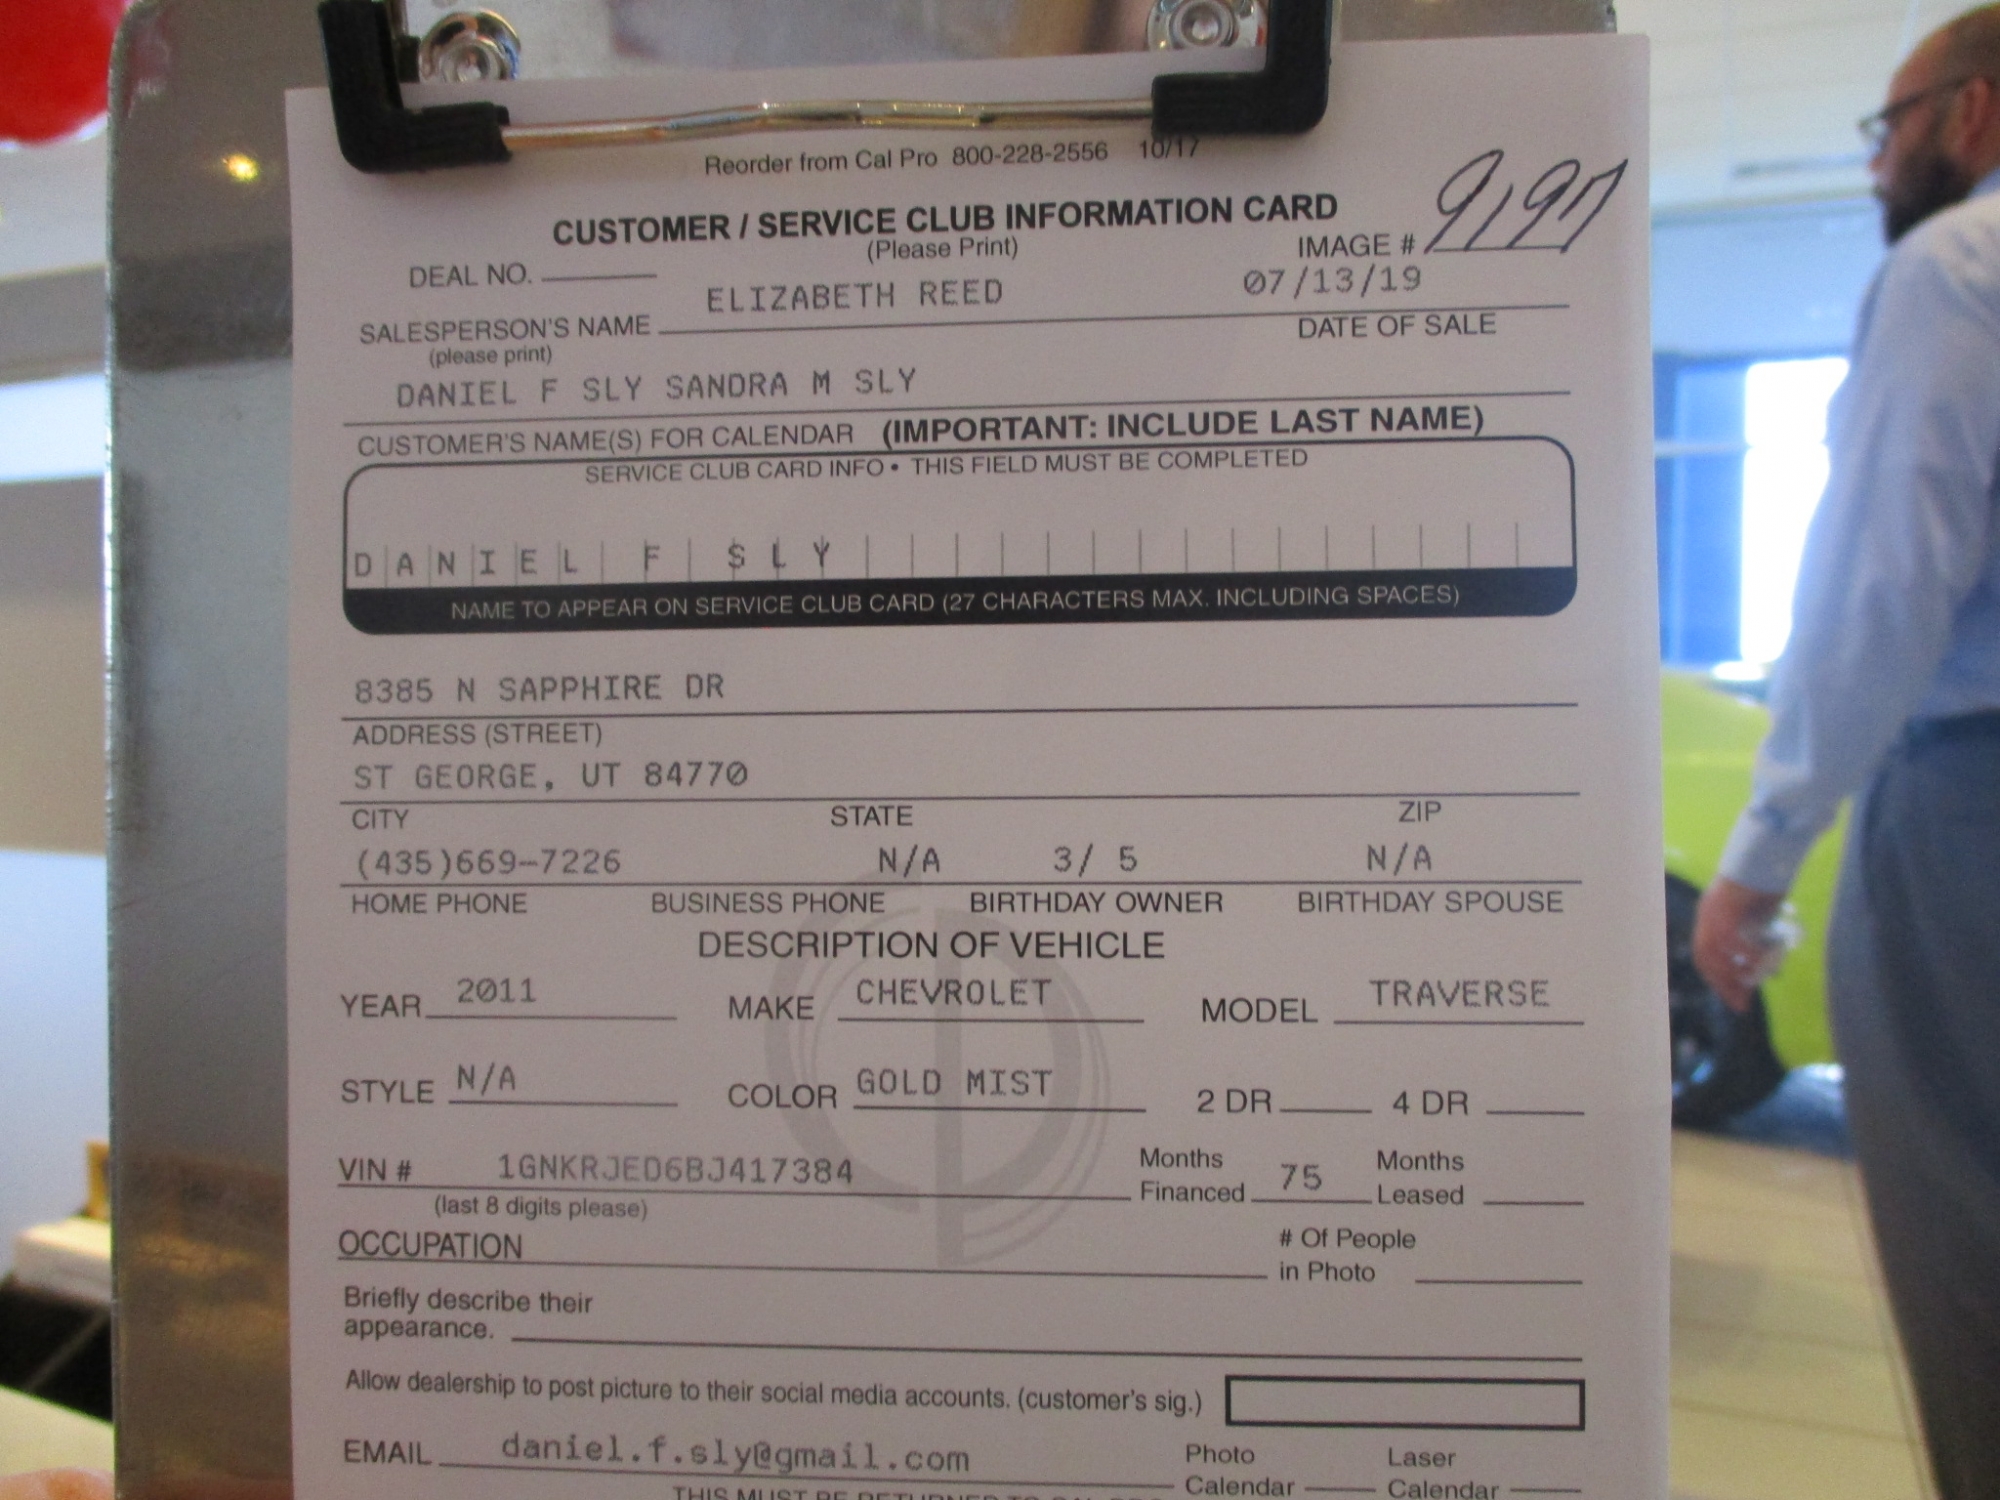 Reorder from Cal Pro 800-228-2556 10/17
CUSTOMER / SERVICE CLUB INFORMATION CARD
(Please Print)
IMAGE # 9197
DEAL NO.
ELIZABETH REED 07/13/19
SALESPERSON'S NAME DATE OF SALE
(please print)
DANIEL F SLY SANDRA M SLY
CUSTOMER'S NAME(S) FOR CALENDAR (IMPORTANT: INCLUDE LAST NAME)
SERVICE CLUB CARD INFO • THIS FIELD MUST BE COMPLETED
DANIEL F SLY
NAME TO APPEAR ON SERVICE CLUB CARD (27 CHARACTERS MAX. INCLUDING SPACES)
8385 N SAPPHIRE DR
ADDRESS (STREET)
ST GEORGE, UT 84770
CITY STATE ZIP
(435)669-7226 N/A 3/ 5 N/A
HOME PHONE BUSINESS PHONE BIRTHDAY OWNER BIRTHDAY SPOUSE
DESCRIPTION OF VEHICLE
YEAR 2011 MAKE CHEVROLET MODEL TRAVERSE
STYLE N/A COLOR GOLD MIST 2 DR 4 DR
VIN # 1GNKRJED6BJ417384 Months Financed 75 Months Leased
(last 8 digits please)
OCCUPATION # Of People in Photo
Briefly describe their
appearance.
Allow dealership to post picture to their social media accounts. (customer's sig.)
EMAIL daniel.f.sly@gmail.com Photo Calendar Laser Calendar
THIS MUST BE RETURNED TO